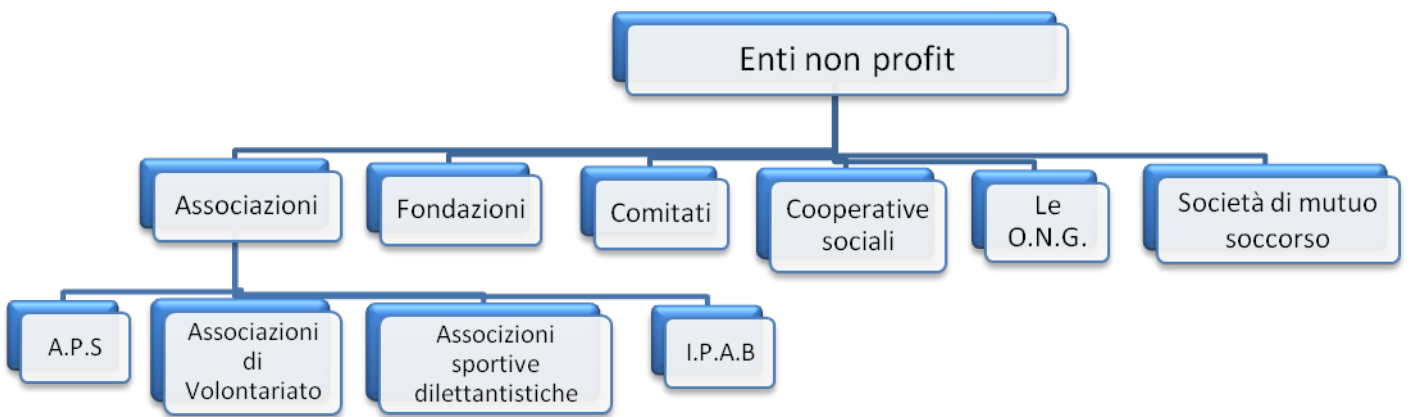 Enti non profit
Associazioni
Fondazioni
Comitati
Cooperative
sociali
Le
O.N.G.
Società di mutuo
soccorso
A.P.S
Associazioni
di
Volontariato
Associzioni
sportive
dilettantistiche
I.P.A.B